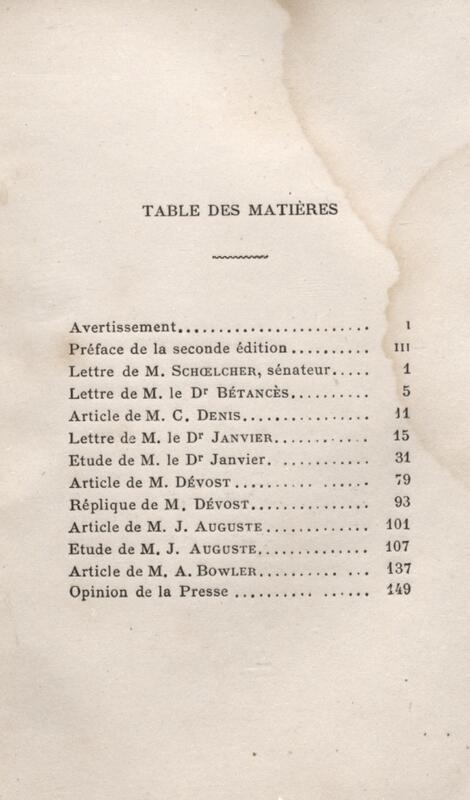 TABLE DES MATIÈRES
Avertissement........................ I
Préface de la seconde édition.......... III
Lettre de M. SCHŒLCHER, sénateur..... 1
Lettre de M. le Dr BÉTANCÈS.......... 5
Article de M. C. DENIS................ 11
Lettre de M. le Dr JANVIER............ 15
Etude de M. le Dr Janvier. ........... 31
Article de M. DÉVOST ................ 79
Réplique de M. DÉVOST............... 93
Article de M. J. AUGUSTE............. 101
Etude de M. J. AUGUSTE.............. 107
Article de M. A. BOWLER.......... ... 137
Opinion de la Presse .......... ...... 149